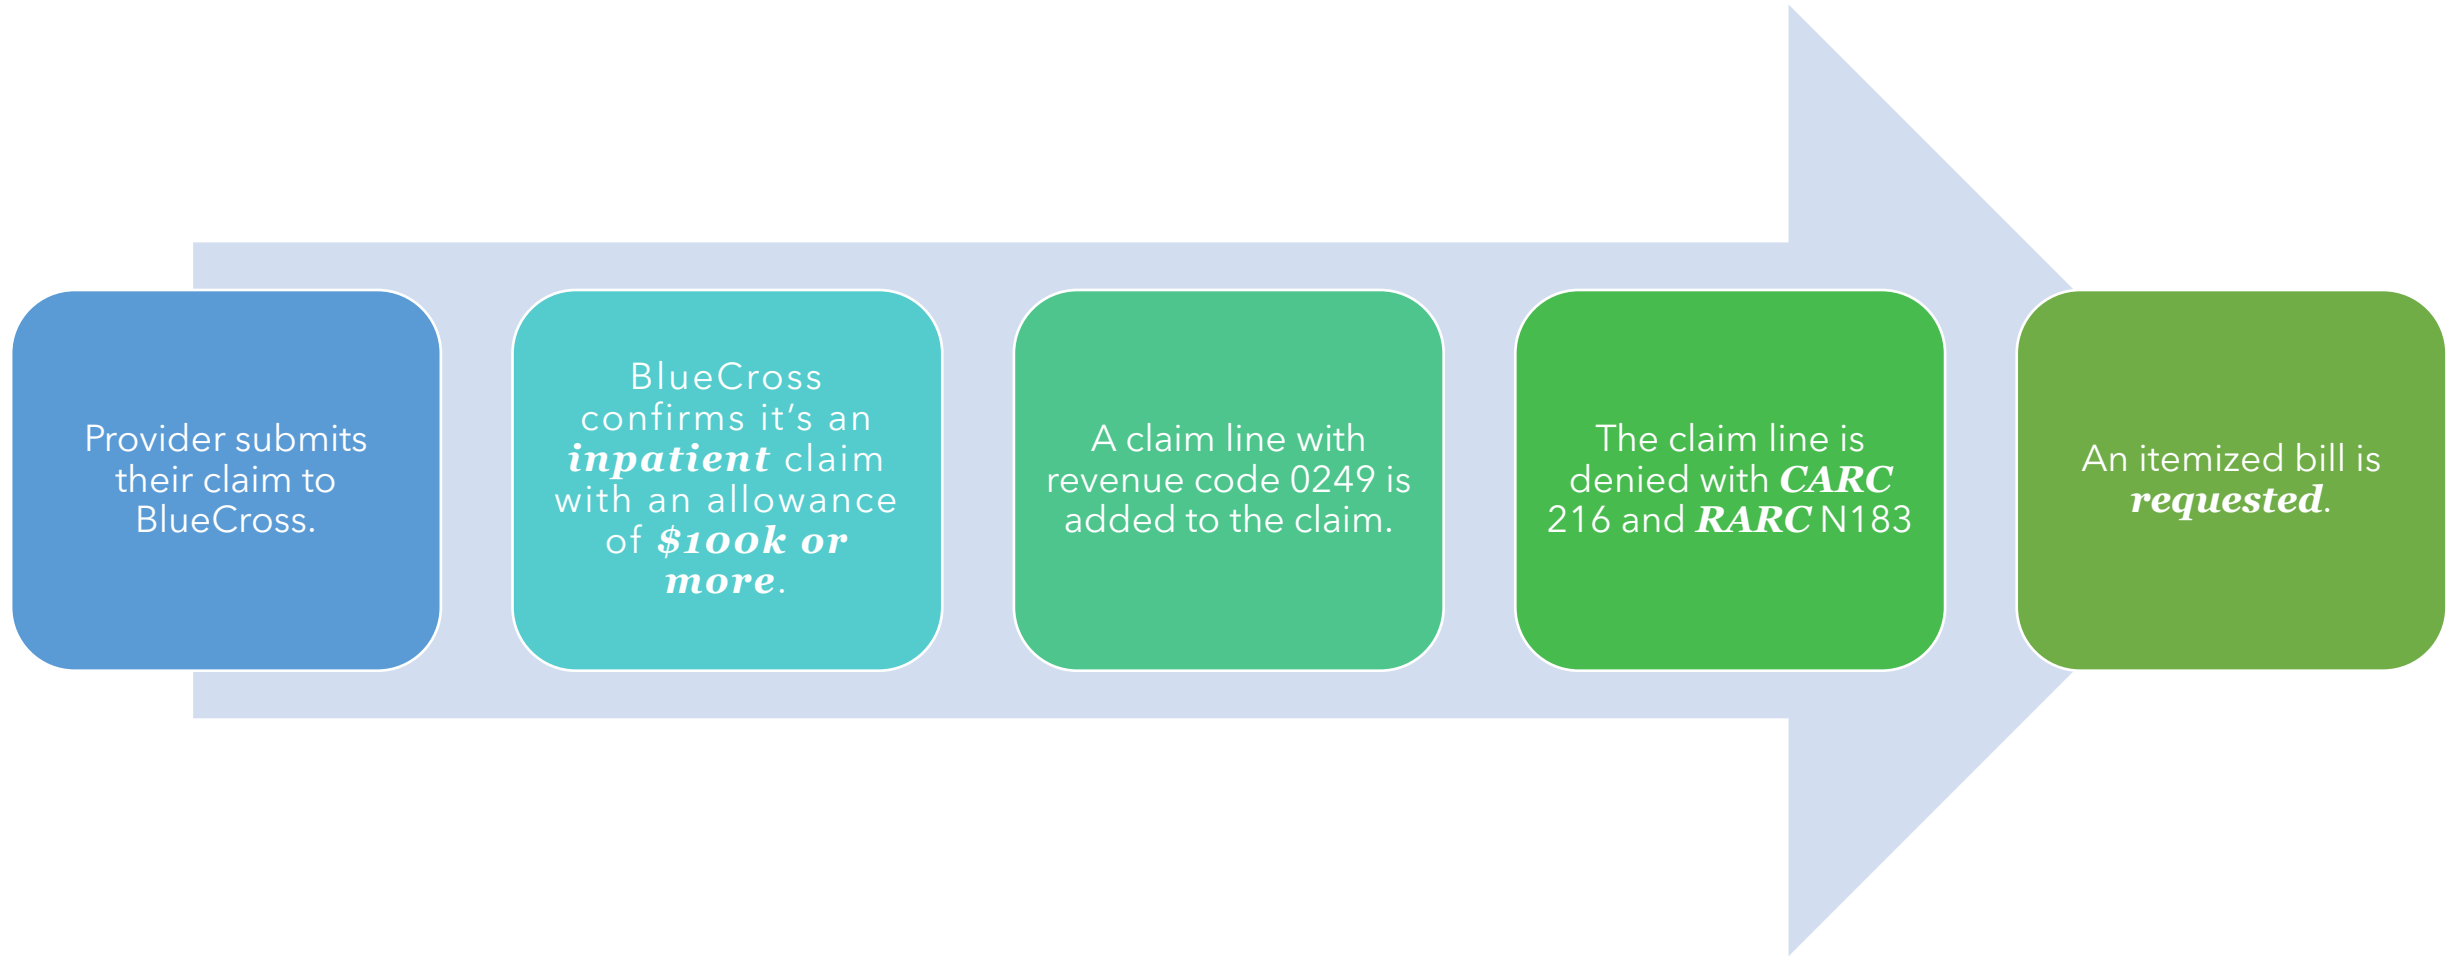 Provider submits
their claim to
BlueCross.
BlueCross
confirms it’s an
inpatient claim
with an allowance
of $100k or
more.
A claim line with
revenue code 0249 is
added to the claim.
The claim line is
denied with CARC
216 and RARC N183
An itemized bill is
requested.